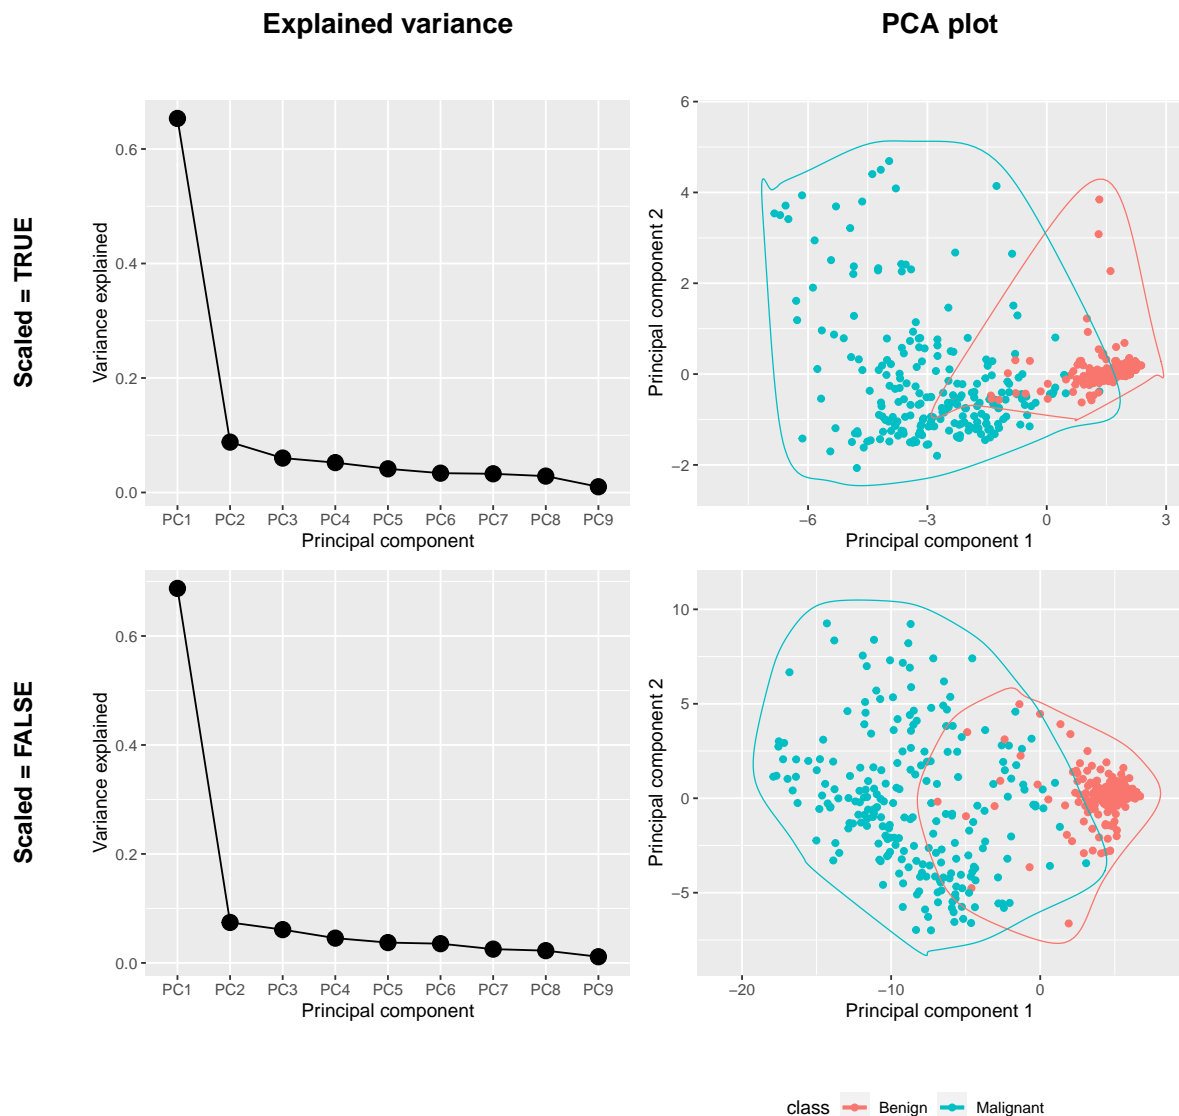 Explained variance
PCA plot
Scaled = TRUE
Variance explained
0.6
0.4
0.2
0.0
PC1 PC2 PC3 PC4 PC5 PC6 PC7 PC8 PC9
Principal component
Principal component 2
6
4
2
0
−2
−6 −3 0 3
Principal component 1
Scaled = FALSE
Variance explained
0.6
0.4
0.2
0.0
PC1 PC2 PC3 PC4 PC5 PC6 PC7 PC8 PC9
Principal component
Principal component 2
10
5
0
−5
−20 −10 0
Principal component 1
class Benign Malignant